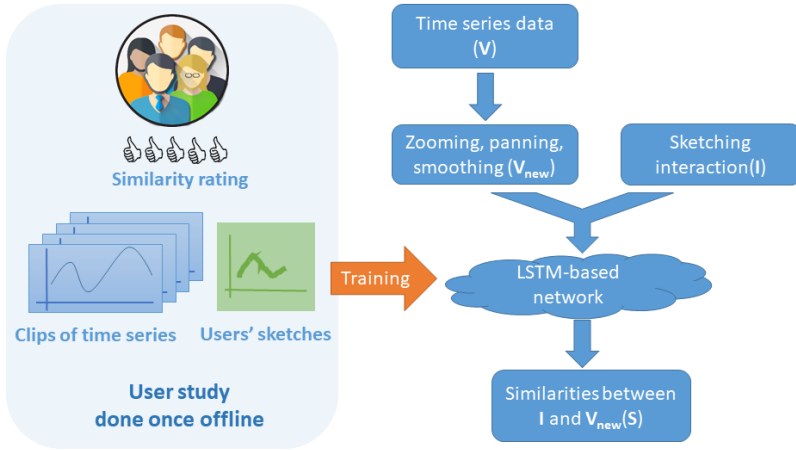 Similarity rating
Clips of time series
Users' sketches
User study
done once offline
Training
Time series data
(V)
Zooming, panning,
smoothing (Vnew)
Sketching
interaction(I)
LSTM-based
network
Similarities between
I and Vnew(S)